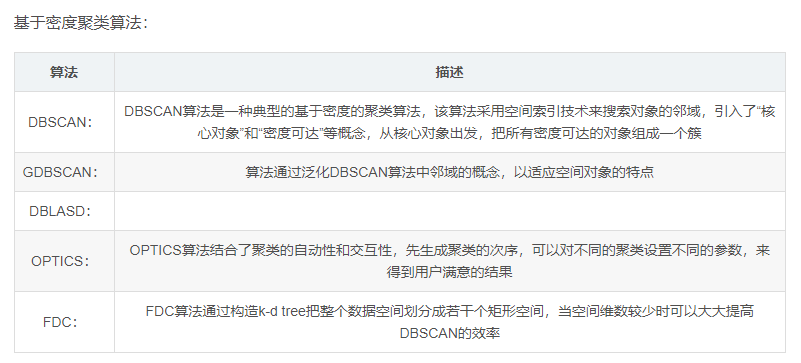 基于密度聚类算法：
算法
描述
DBSCAN：
DBSCAN算法是一种典型的基于密度的聚类算法，该算法采用空间索引技术来搜索对象的邻域，引入了“核
心对象”和“密度可达”等概念，从核心对象出发，把所有密度可达的对象组成一个簇
GDBSCAN：
算法通过泛化DBSCAN算法中邻域的概念，以适应空间对象的特点
DBLASD：
OPTICS：
OPTICS算法结合了聚类的自动性和交互性，先生成聚类的次序，可以对不同的聚类设置不同的参数，来
得到用户满意的结果
FDC：
FDC算法通过构造k-d tree把整个数据空间划分成若干个矩形空间，当空间维数较少时可以大大提高
DBSCAN的效率